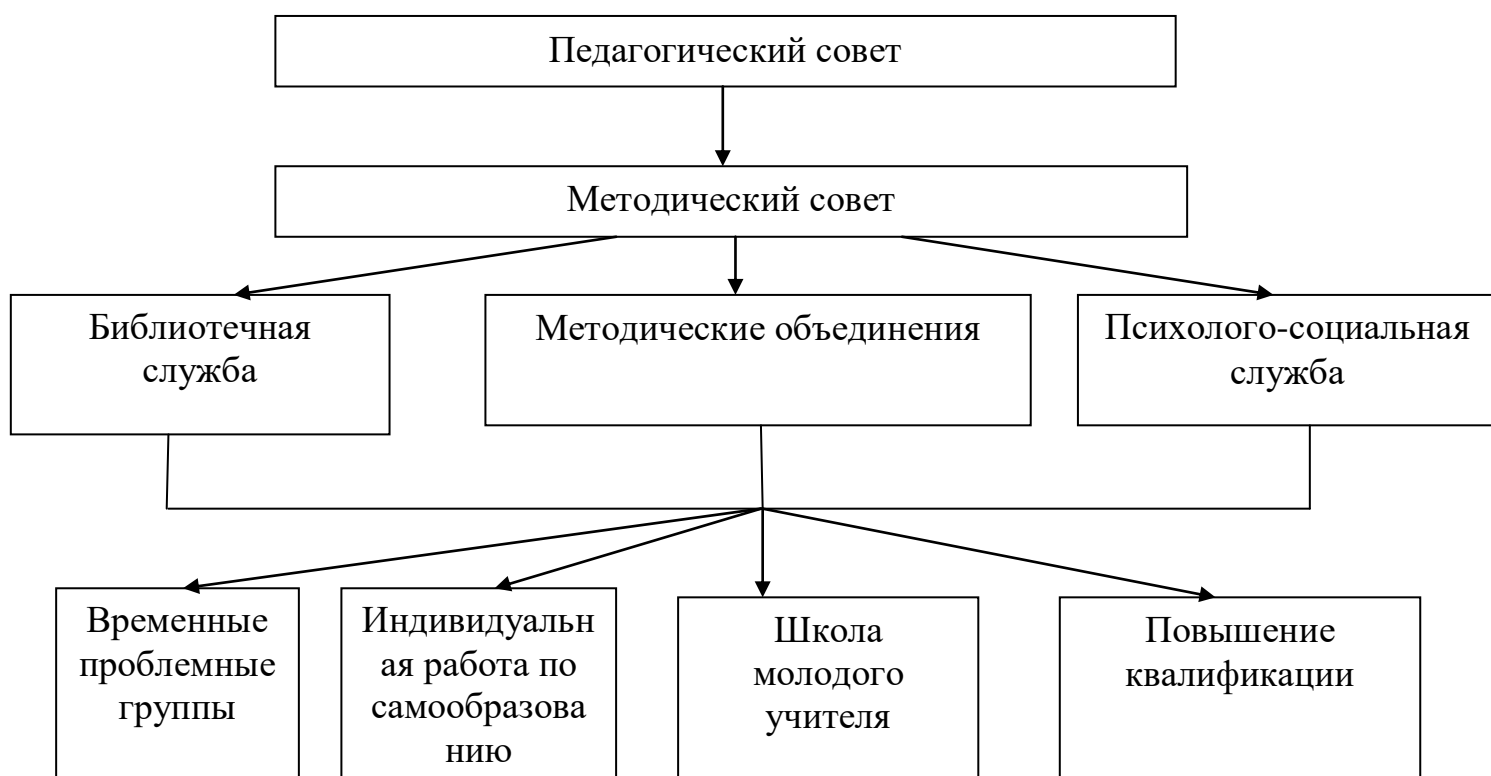 Педагогический совет
Методический совет
Библиотечная
служба
Методические объединения
Психолого-социальная
служба
Временные
проблемные
группы
Индивидуальн
ая работа по
самообразова
нию
Школа
молодого
учителя
Повышение
квалификации